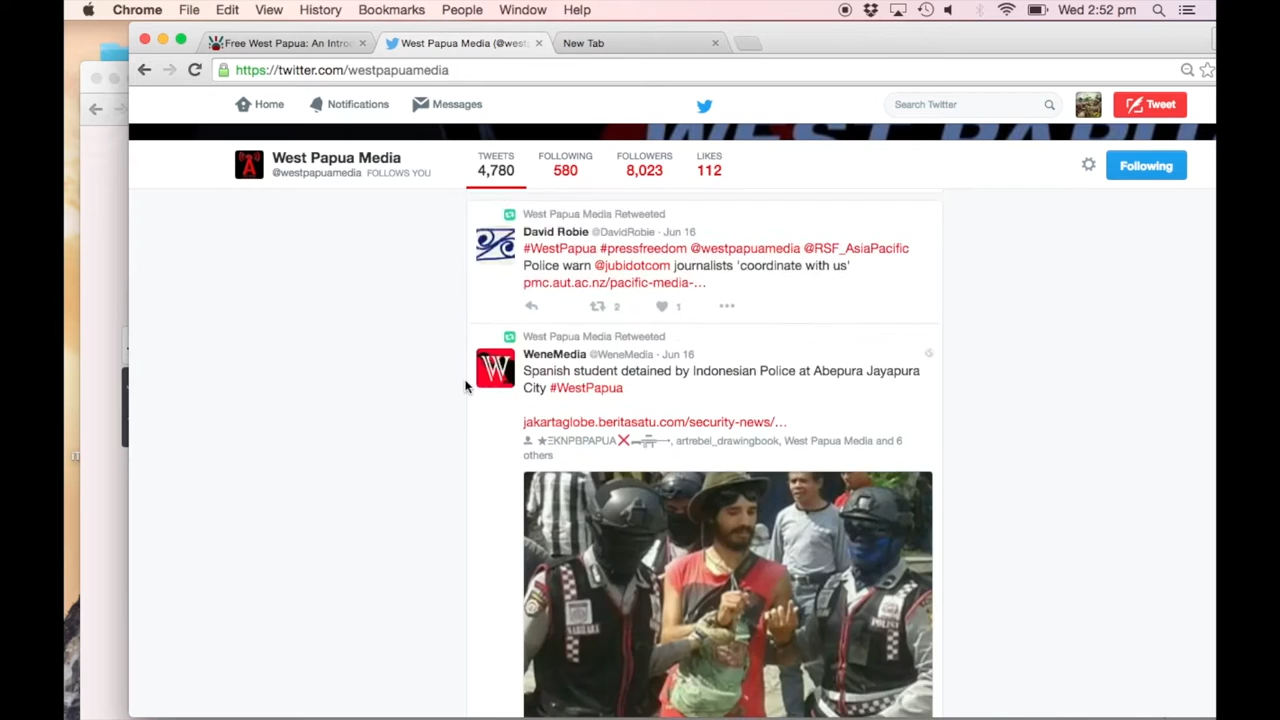 Chrome File Edit View History Bookmarks People Window Help Wed 2:52 pm
Free West Papua: An Intro
West Papua Media (@west
New Tab
https://twitter.com/westpapuamedia
Home Notifications Messages Search Twitter Tweet
West Papua Media
@westpapuamedia FOLLOWS YOU
TWEETS FOLLOWING FOLLOWERS LIKES
4,780 580 8,023 112
Following
West Papua Media Retweeted
David Robie @DavidRobie · Jun 16
#WestPapua #pressfreedom @westpapuamedia @RSF_AsiaPacific
Police warn @jubidotcom journalists 'coordinate with us'
pmc.aut.ac.nz/pacific-media-…
2 1
West Papua Media Retweeted
WeneMedia @WeneMedia · Jun 16
Spanish student detained by Indonesian Police at Abepura Jayapura
City #WestPapua
jakartaglobe.beritasatu.com/security-news/…
★ΞKNPBPAPUA❌, artrebel_drawingbook, West Papua Media and 6
others